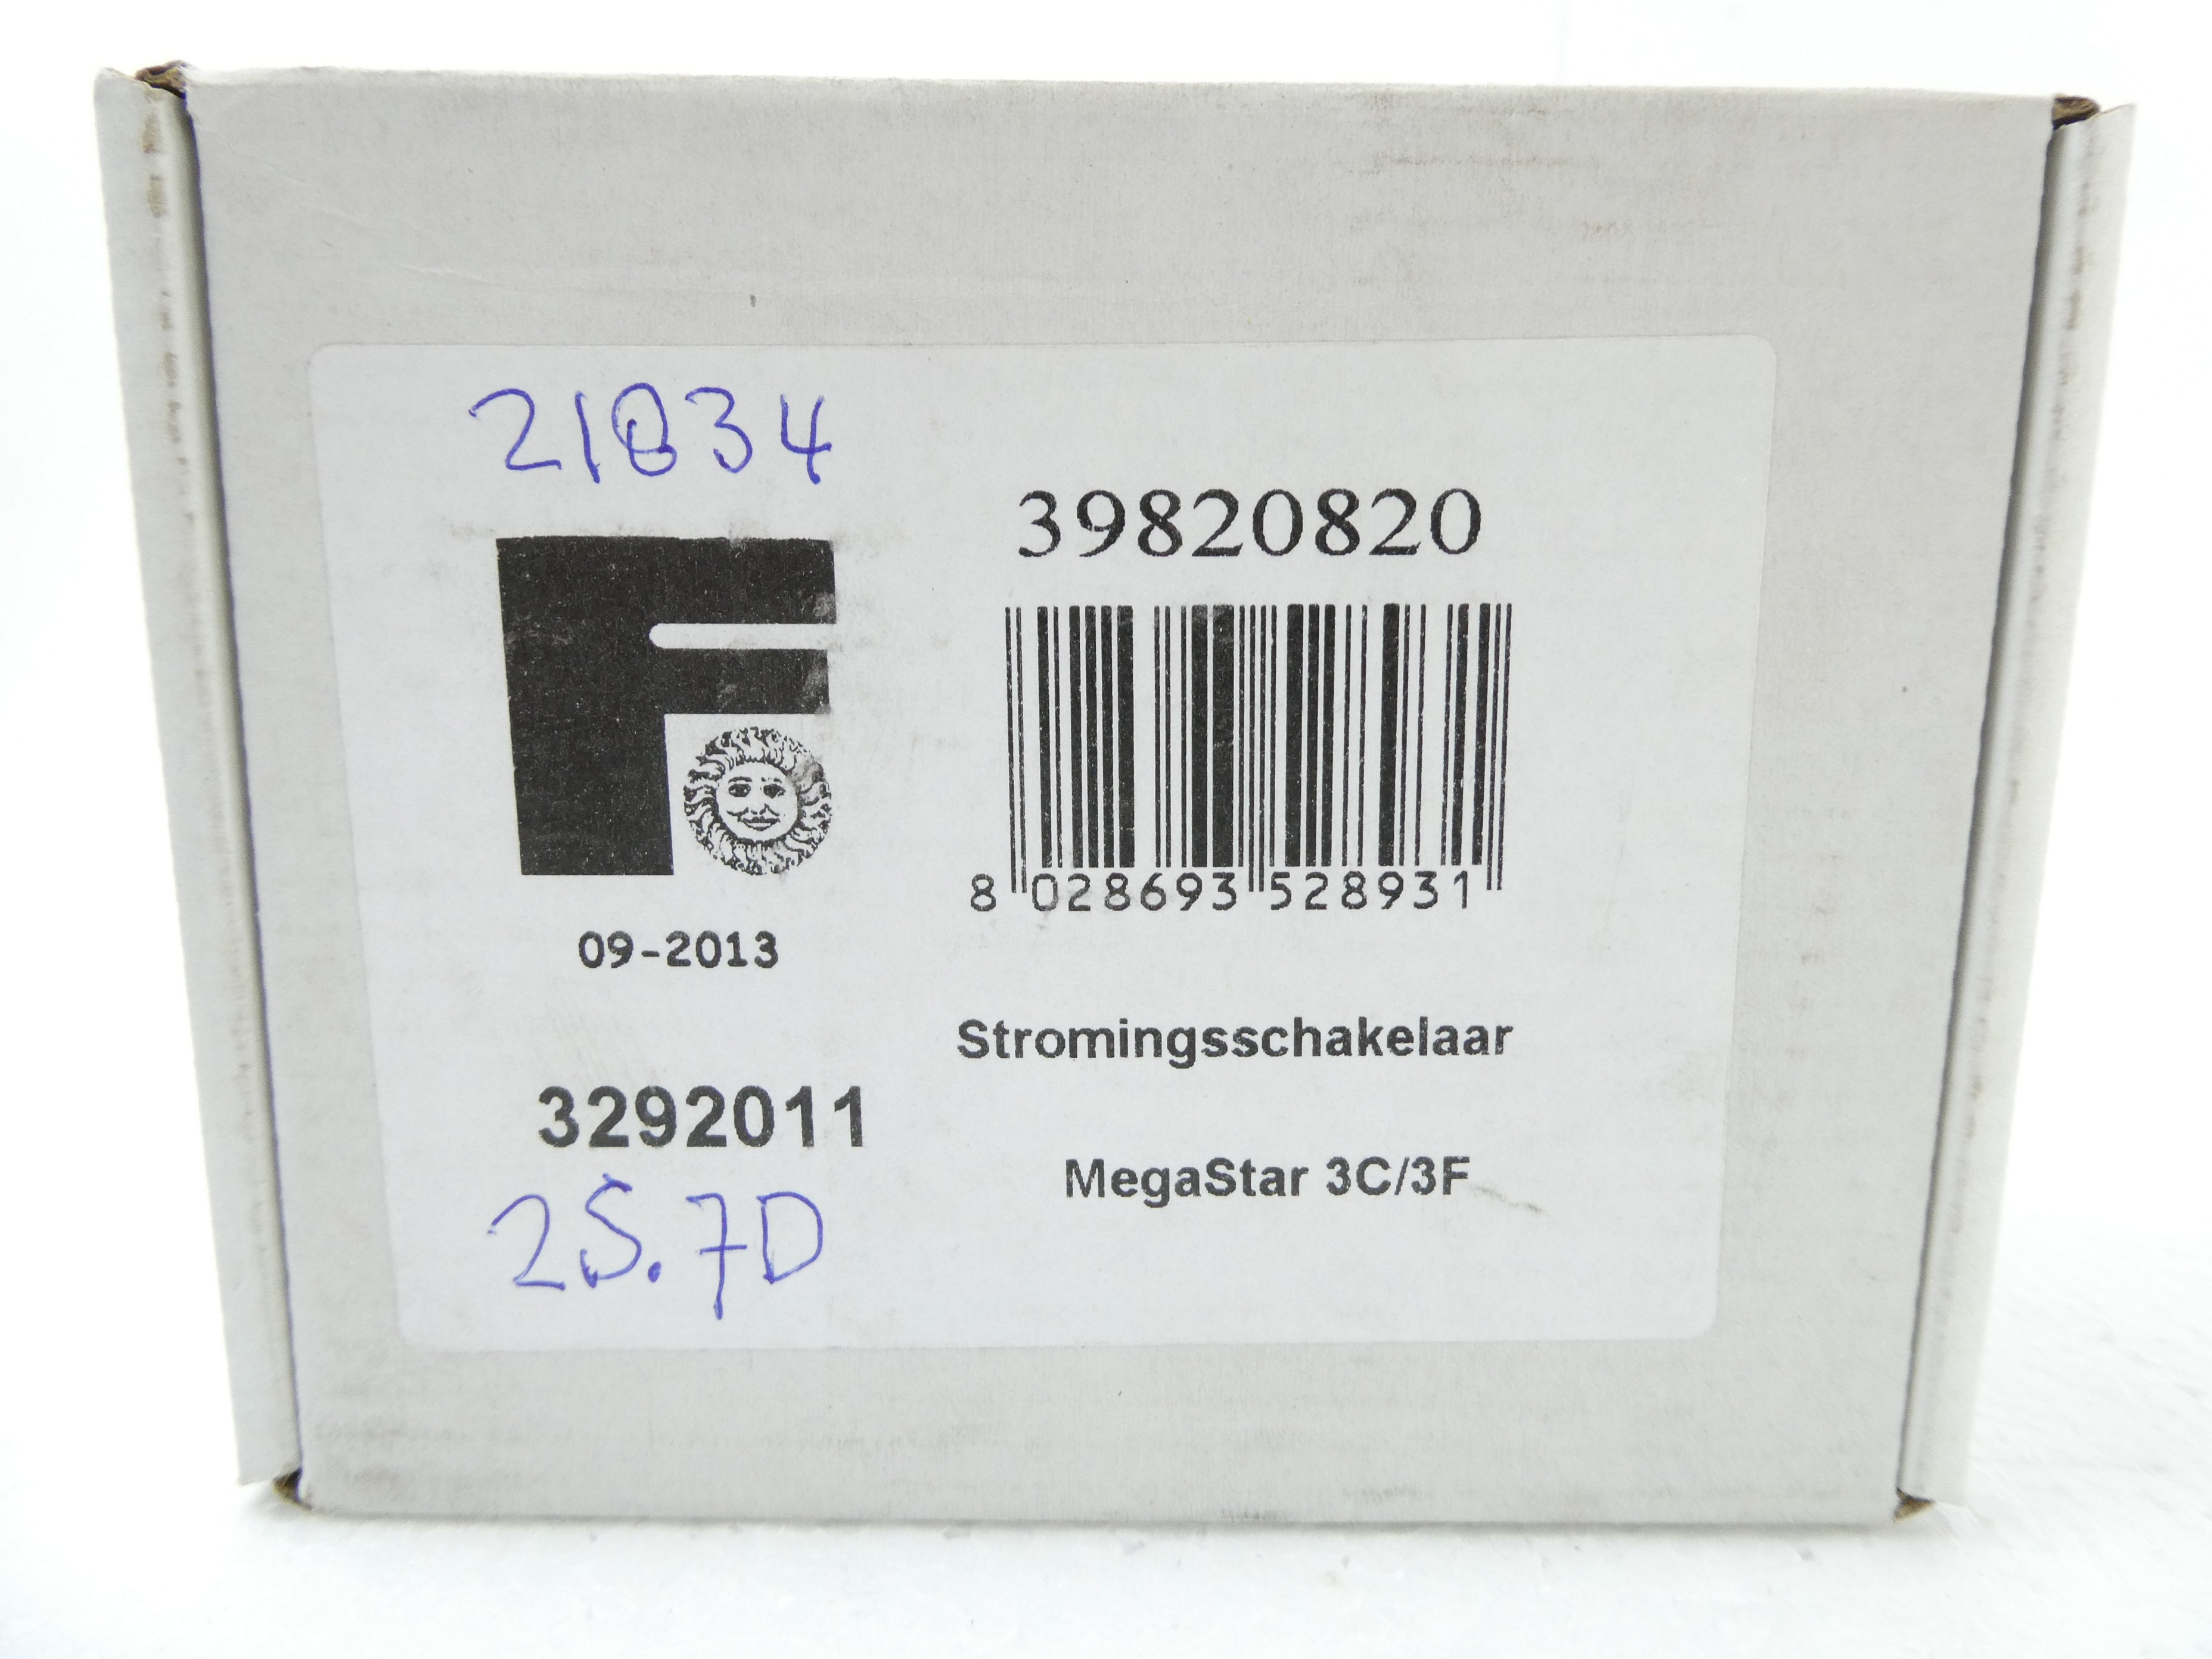 21834
39820820
F
8 028693 528931
09-2013
Stromingsschakelaar
3292011
MegaStar 3C/3F
25.7D